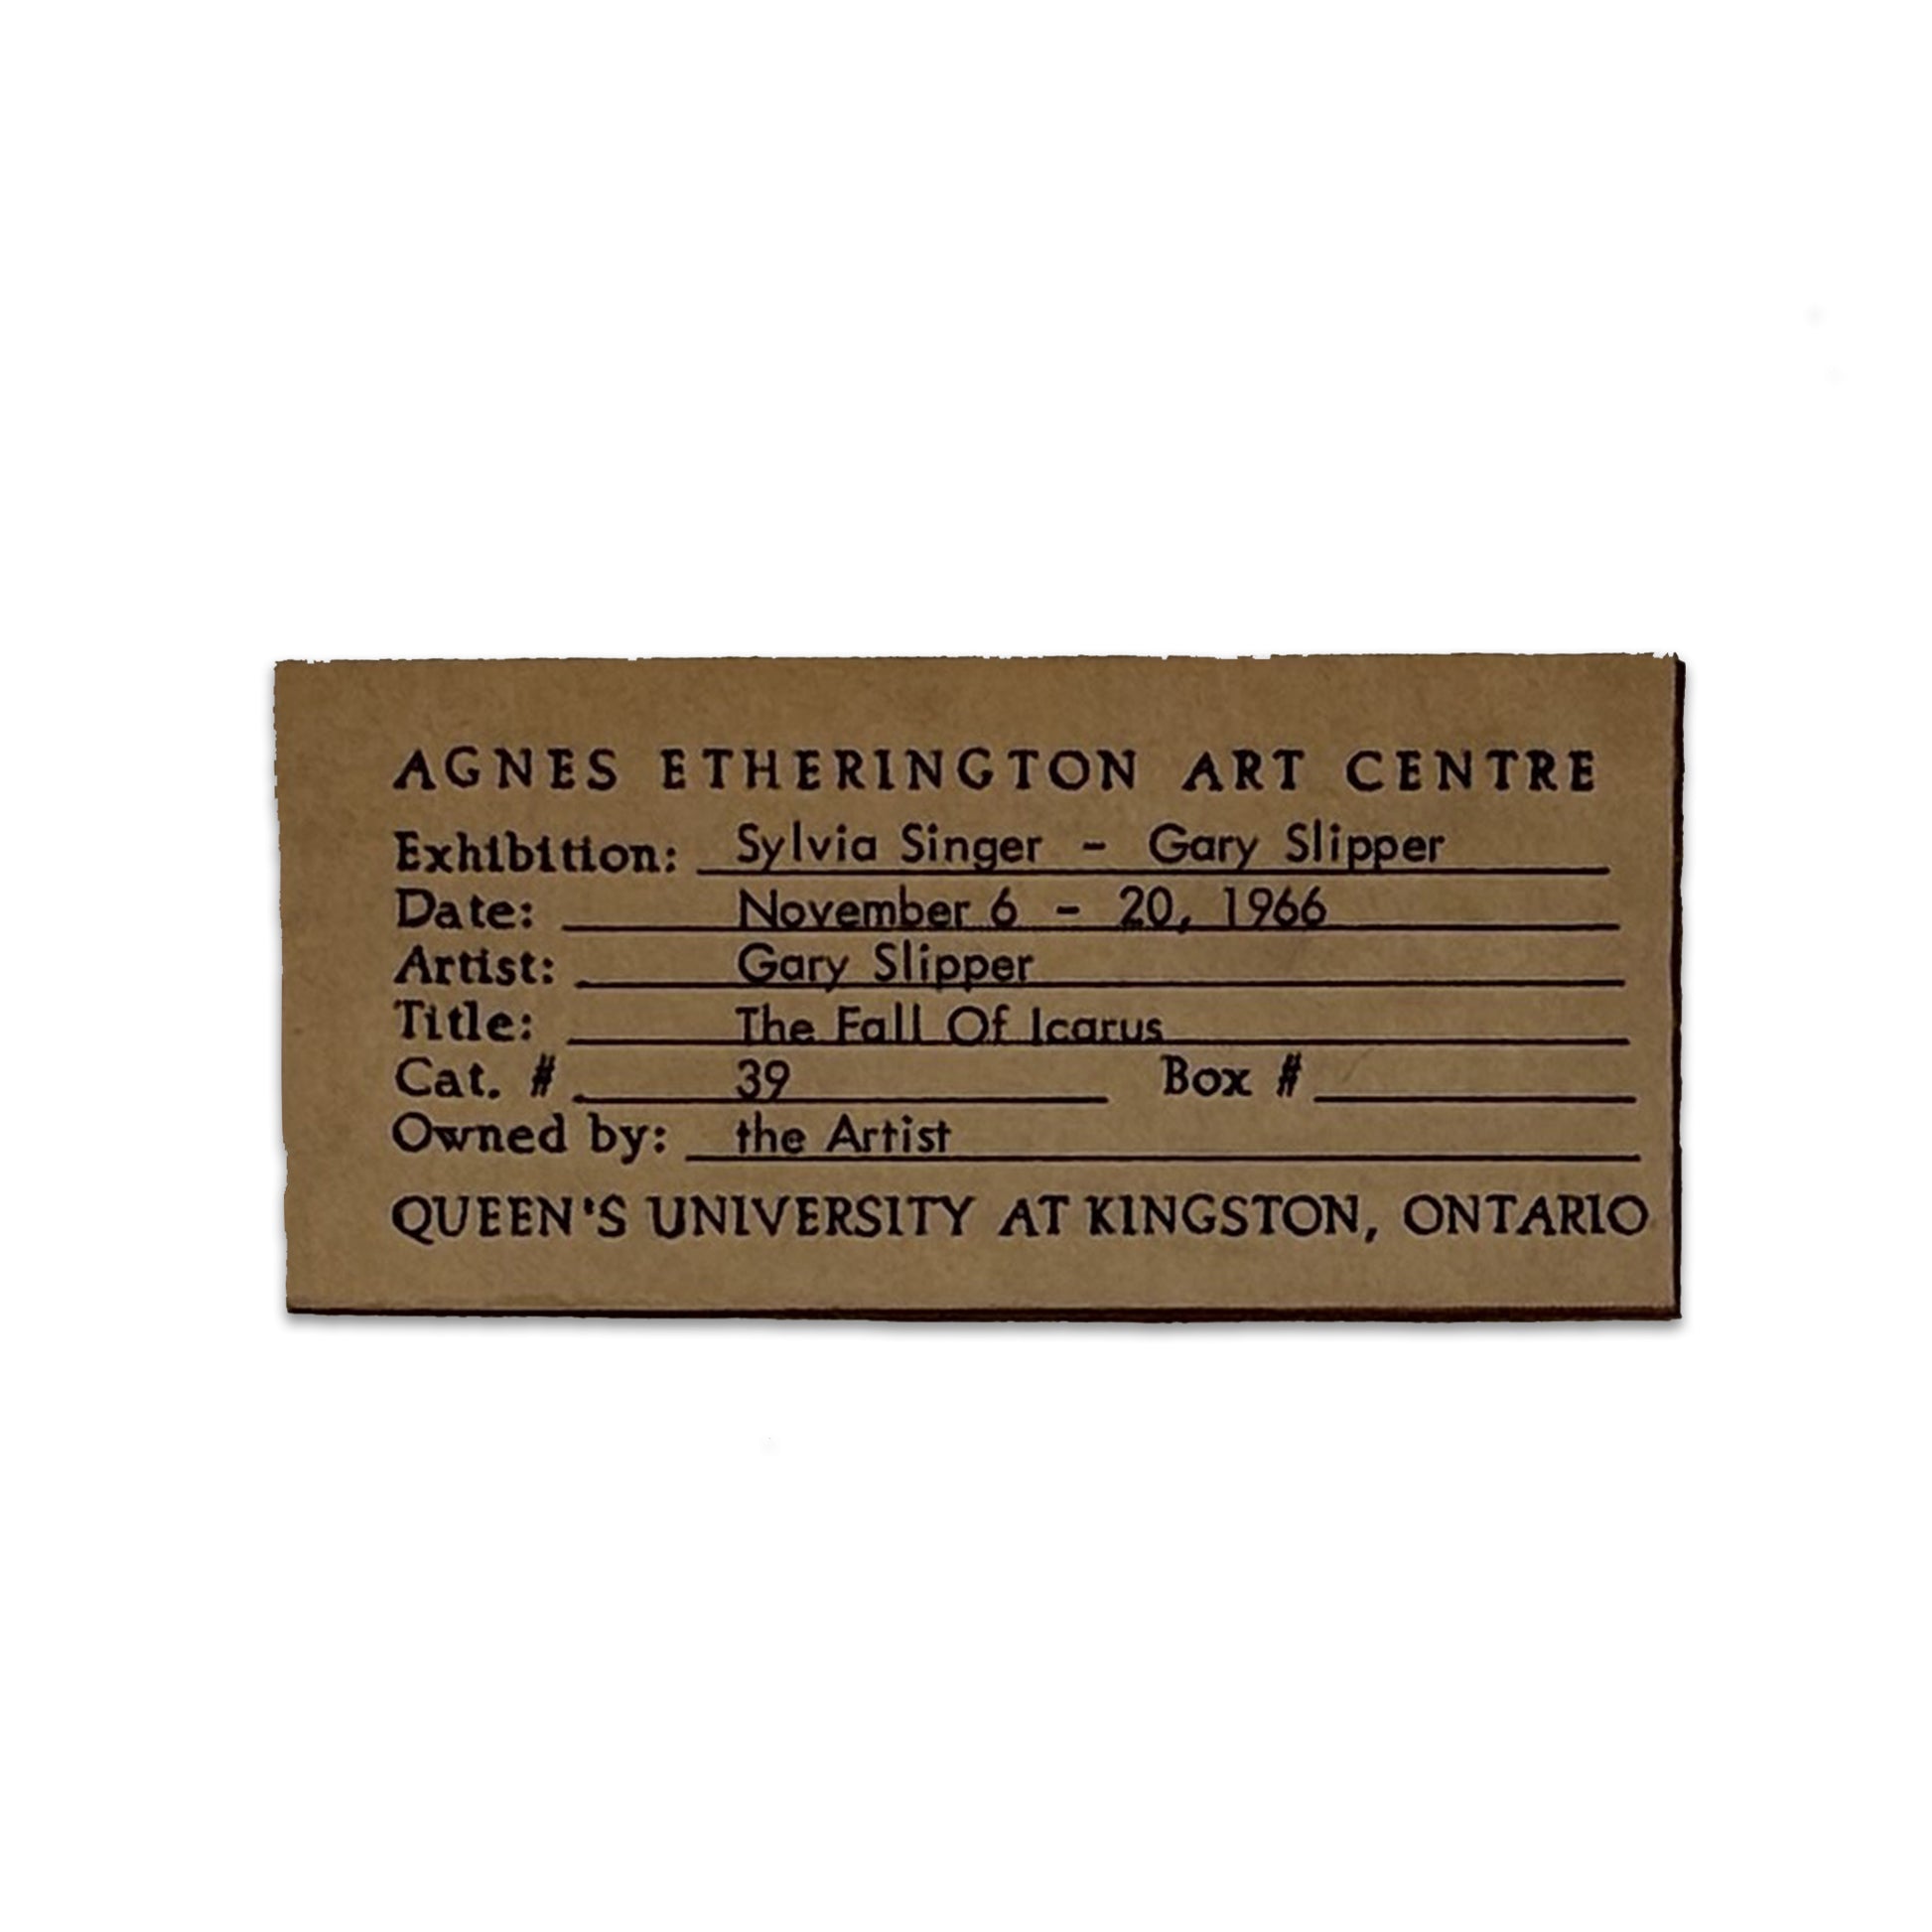 AGNES ETHERINGTON ART CENTRE
Exhibition: Sylvia Singer - Gary Slipper
Date: November 6 - 20, 1966
Artist: Gary Slipper
Title: The Fall Of Icarus
Cat. # 39 Box #
Owned by: the Artist
QUEEN'S UNIVERSITY AT KINGSTON, ONTARIO